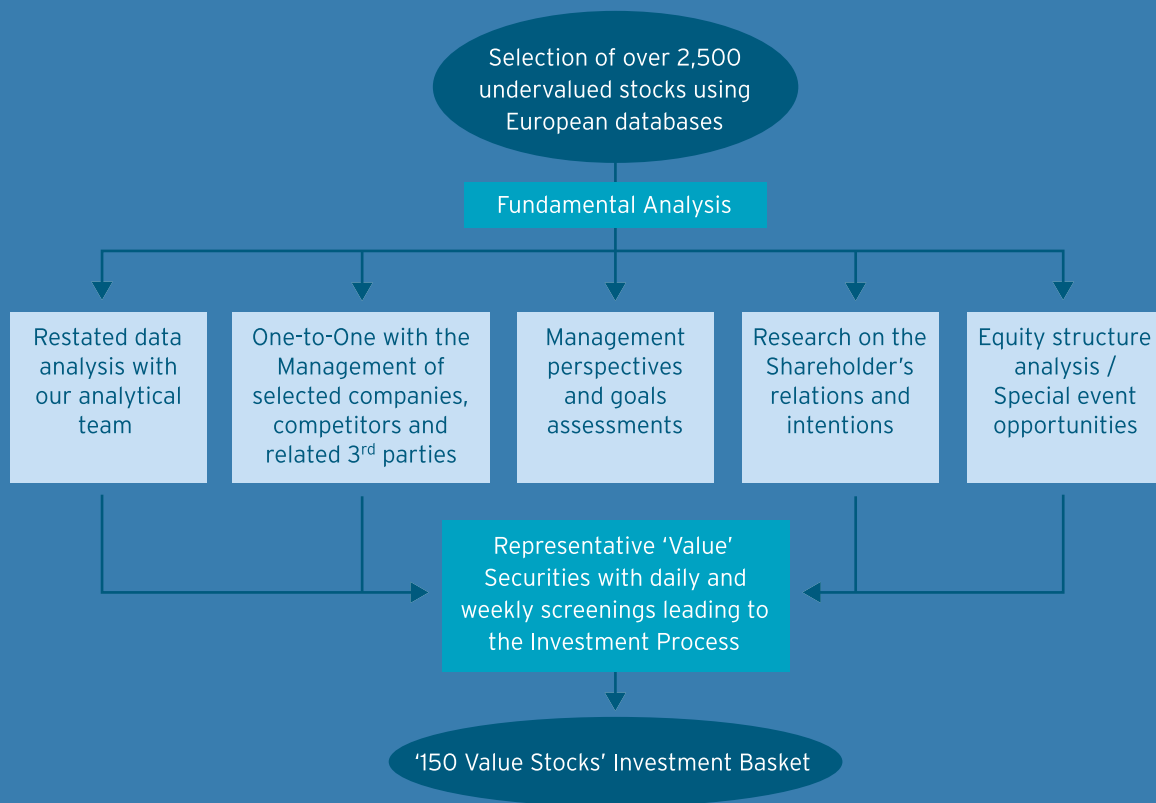 Selection of over 2,500
undervalued stocks using
European databases
Fundamental Analysis
Restated data
analysis with
our analytical
team
One-to-One with the
Management of
selected companies,
competitors and
related 3rd parties
Management
perspectives
and goals
assessments
Research on the
Shareholder’s
relations and
intentions
Equity structure
analysis /
Special event
opportunities
Representative ‘Value’
Securities with daily and
weekly screenings leading to
the Investment Process
‘150 Value Stocks’ Investment Basket